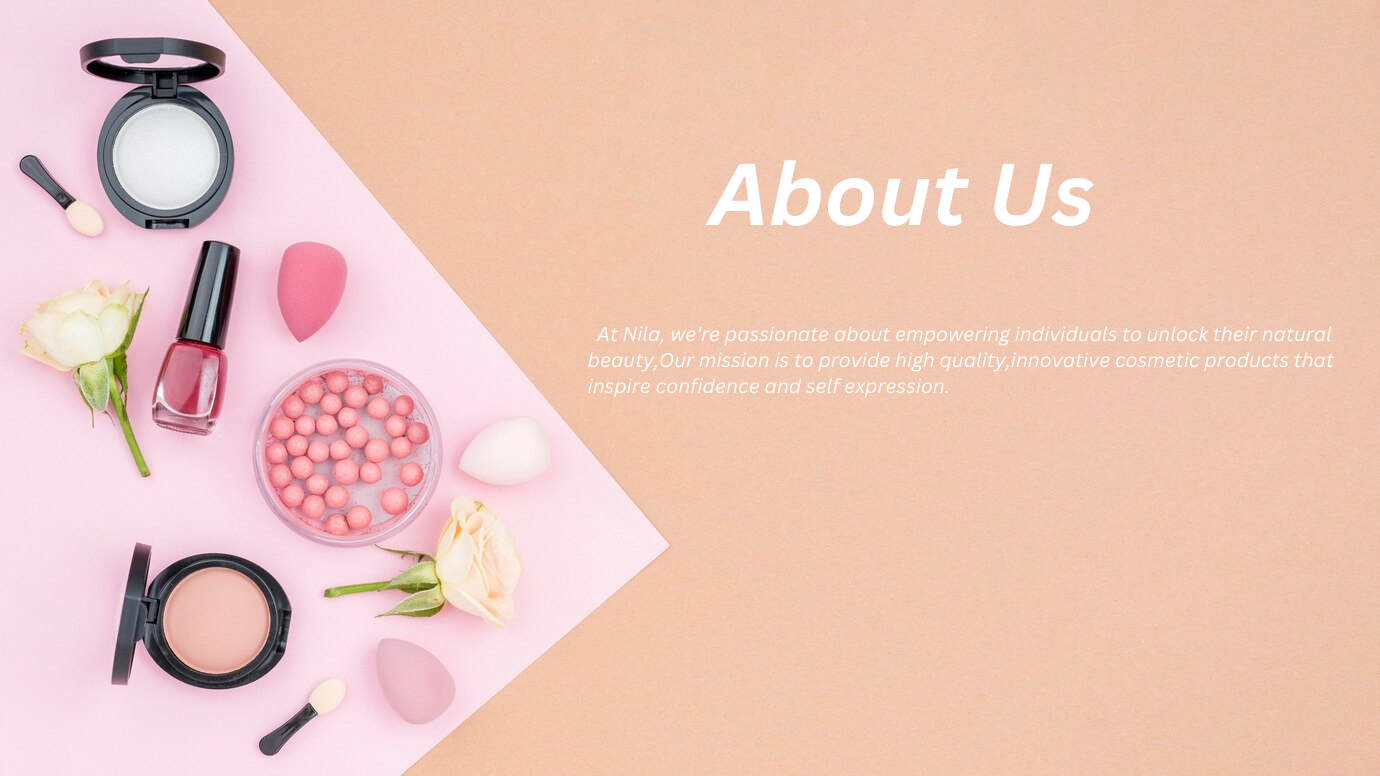 About Us
At Nila, we're passionate about empowering individuals to unlock their natural
beauty,Our mission is to provide high quality,innovative cosmetic products that
inspire confidence and self expression.